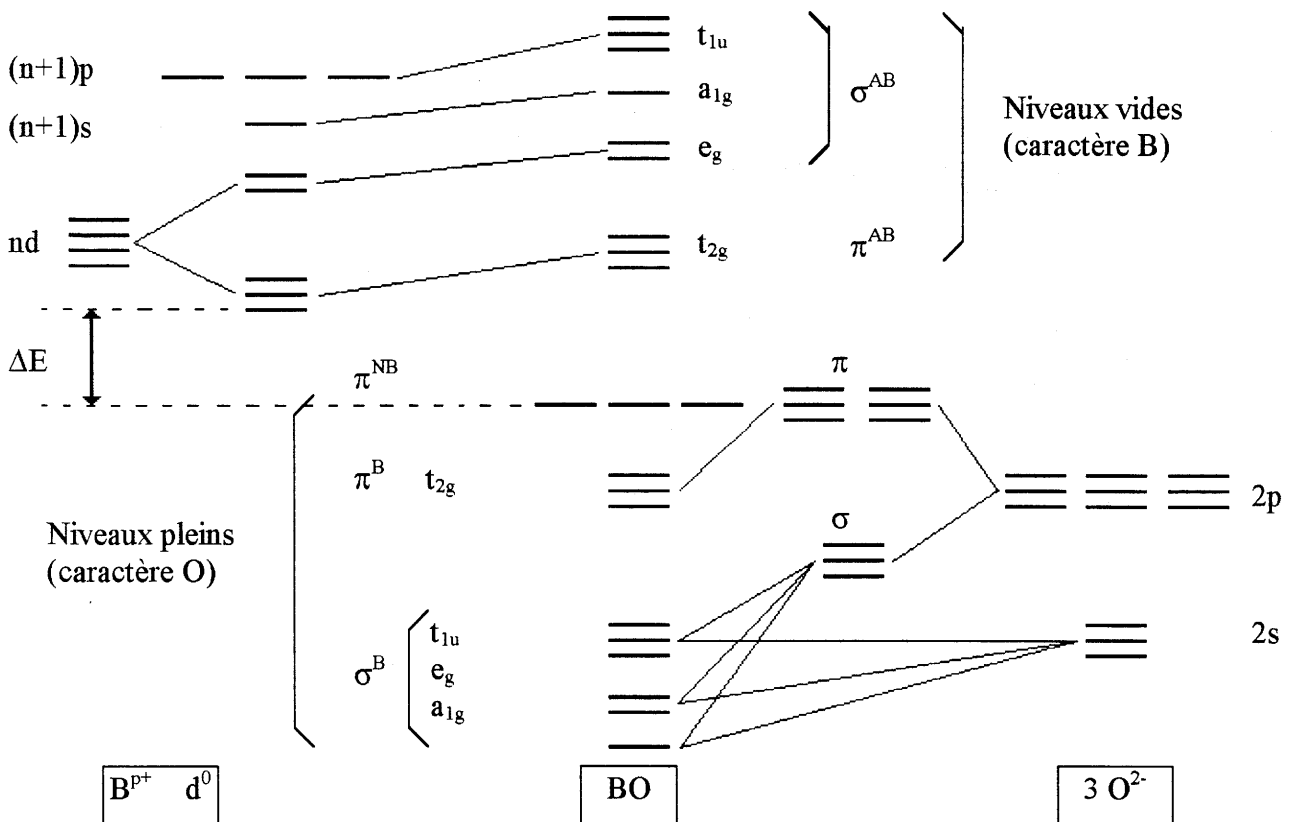 t₁ᵤ
(n+1)p
a₁g
σᴬᴮ
(n+1)s
Niveaux vides
(caractère B)
eg
nd
t₂g
πᴬᴮ
ΔE
πᴺᴮ
π
πᴮ t₂g
2p
Niveaux pleins
(caractère O)
σ
t₁ᵤ
2s
σᴮ
eg
a₁g
Bᵖ⁺ d⁰
BO
3 O²⁻